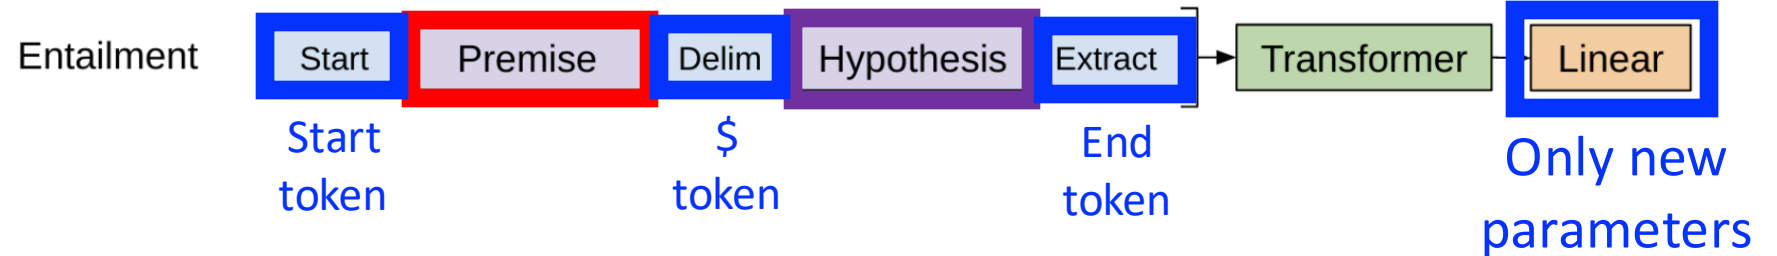 Entailment Start Premise Delim Hypothesis Extract Transformer Linear
Start token
$ token
End token
Only new parameters